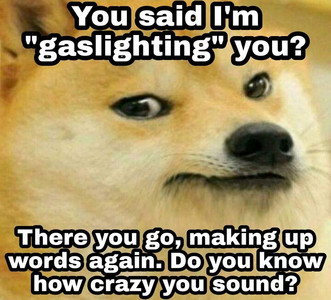 You said I'm
"gaslighting" you?
There you go, making up
words again. Do you know
how crazy you sound?